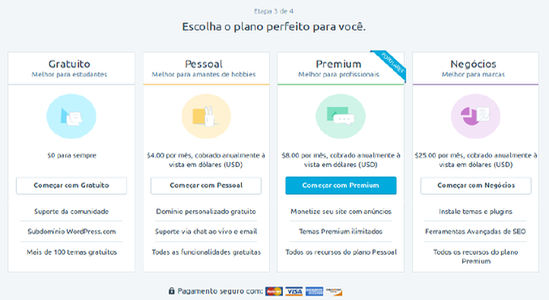 Etapa 3 de 4
Escolha o plano perfeito para você.
Gratuito
Melhor para estudantes
$0 para sempre
Começar com Gratuito
Suporte da comunidade
Subdomínio WordPress.com
Mais de 100 temas gratuitos
Pessoal
Melhor para amantes de hobbies
$4.00 por mês, cobrado anualmente à
vista em dólares (USD)
Começar com Pessoal
Domínio personalizado gratuito
Suporte via chat ao vivo e email
Todas as funcionalidades gratuitas
POPULARES
Premium
Melhor para profissionais
$8.00 por mês, cobrado anualmente à
vista em dólares (USD)
Começar com Premium
Monetize seu site com anúncios
Temas Premium ilimitados
Todos os recursos do plano Pessoal
Negócios
Melhor para marcas
$25.00 por mês, cobrado anualmente à
vista em dólares (USD)
Começar com Negócios
Instale temas e plugins
Ferramentas Avançadas de SEO
Todos os recursos do plano
Premium
Pagamento seguro com:
VISA